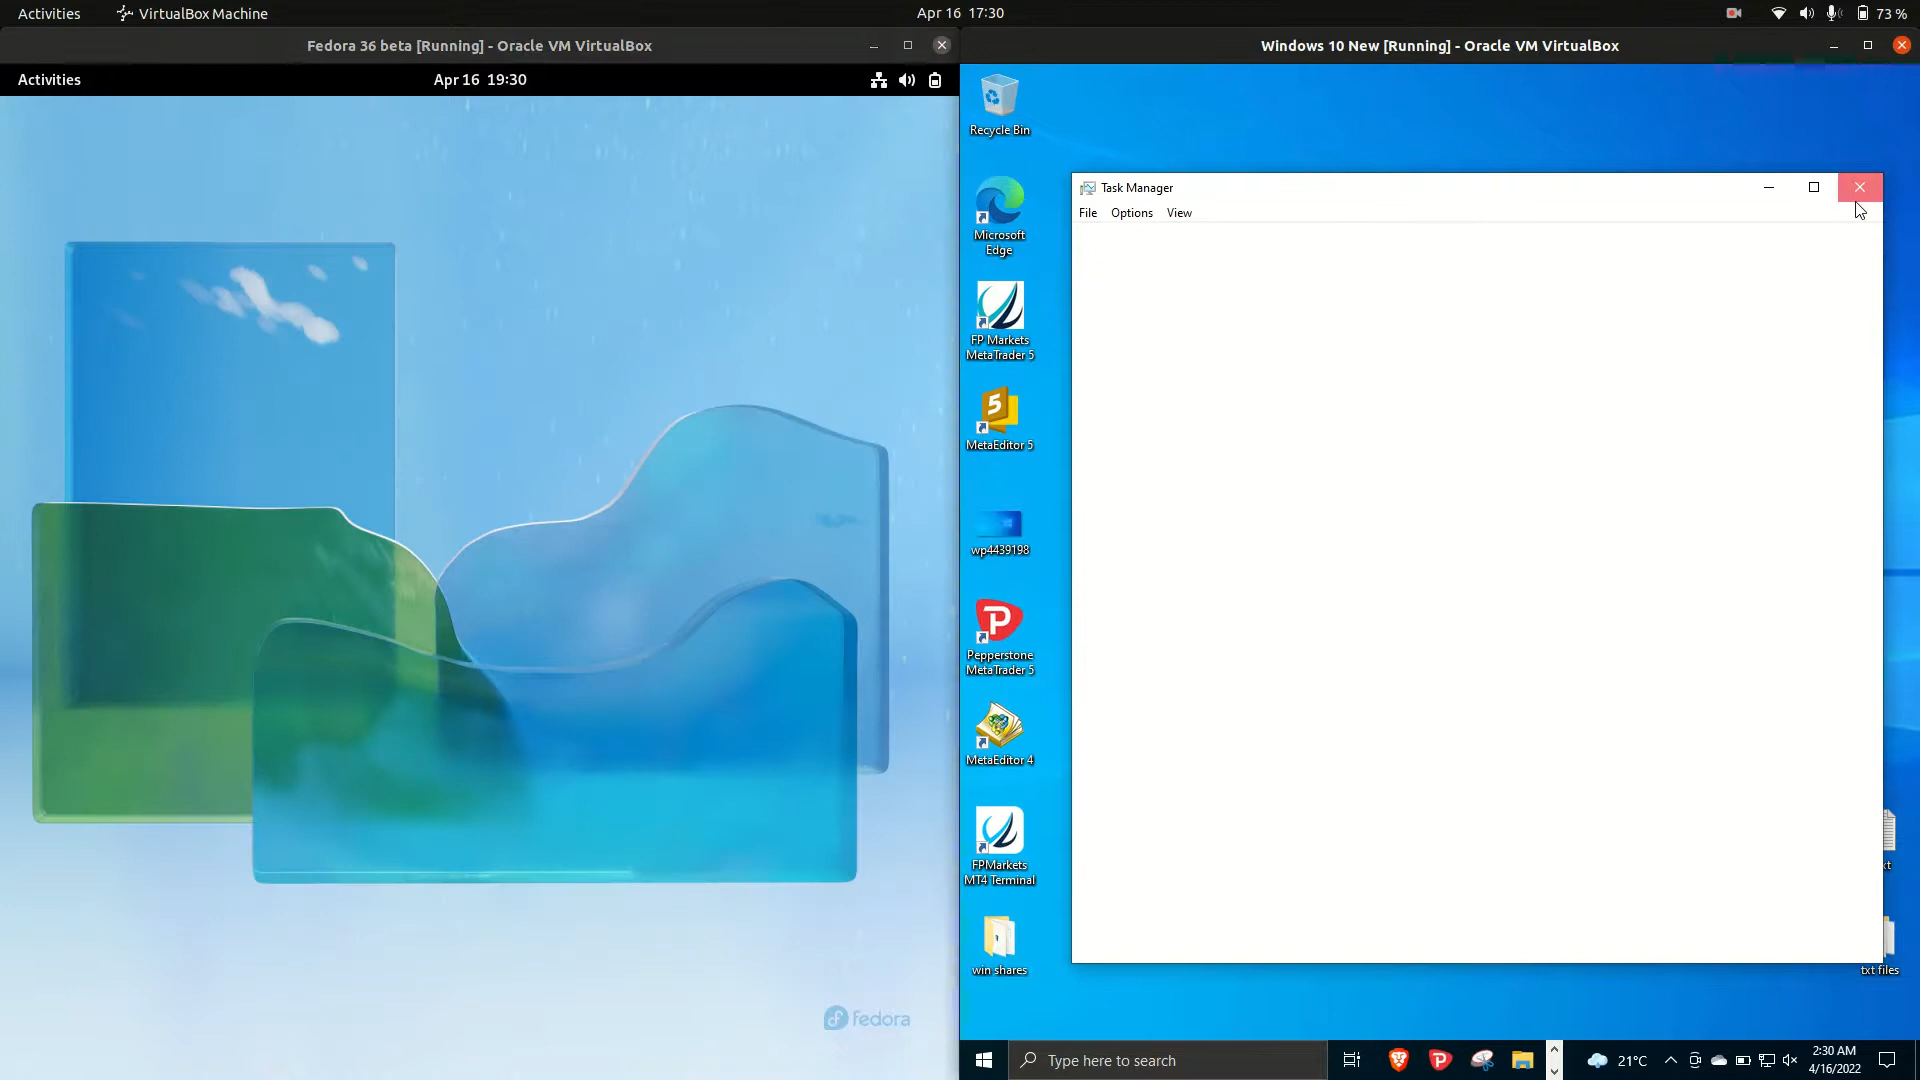 Activities
VirtualBox Machine
Apr 16 17:30
73 %
Fedora 36 beta [Running] - Oracle VM VirtualBox
Windows 10 New [Running] - Oracle VM VirtualBox
Activities
Apr 16 19:30
fedora
Recycle Bin
Microsoft
Edge
FP Markets
MetaTrader 5
5
MetaEditor 5
wp4439198
Pepperstone
MetaTrader 5
MetaEditor 4
FPMarkets
MT4 Terminal
win shares
Task Manager
File Options View
xt
txt files
Type here to search
21°C
2:30 AM
4/16/2022